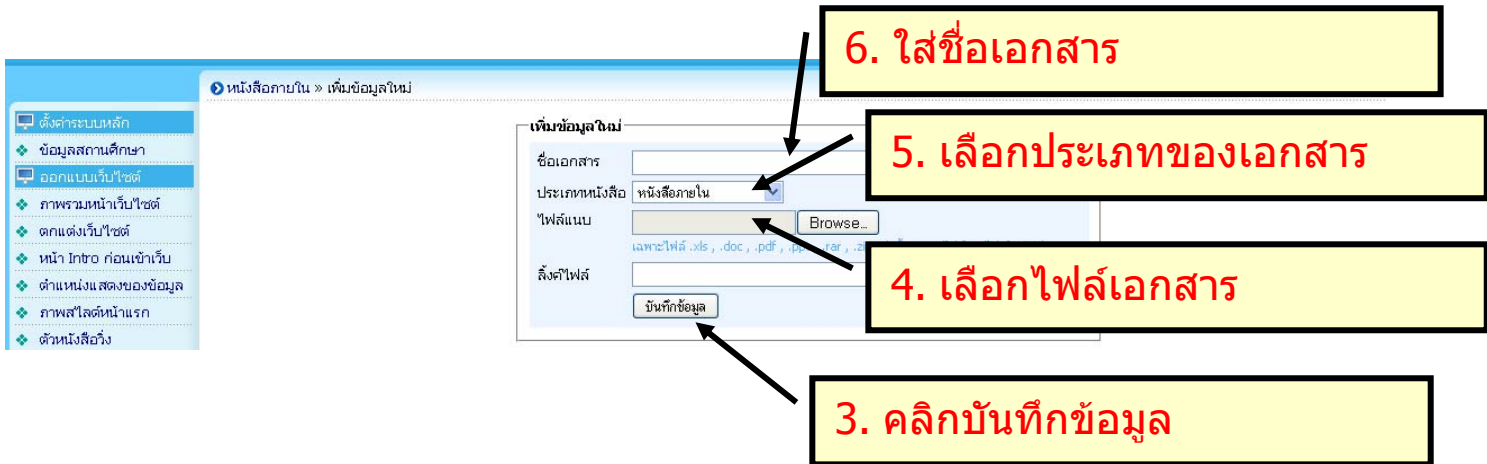 6. ใส่ชื่อเอกสาร
หนังสือภายใน » เพิ่มข้อมูลใหม่
ตั้งค่าระบบหลัก
ข้อมูลสถานศึกษา
ออกแบบเว็บไซต์
ภาพรวมหน้าเว็บไซต์
ตกแต่งเว็บไซต์
หน้า Intro ก่อนเข้าเว็บ
ตำแหน่งแสดงของข้อมูล
ภาพสไลด์หน้าแรก
ตัวหนังสือวิ่ง
เพิ่มข้อมูลใหม่
ชื่อเอกสาร
5. เลือกประเภทของเอกสาร
ประเภทหนังสือ หนังสือภายใน
ไฟล์แนบ Browse...
เฉพาะไฟล์ .xls , .doc , .pdf ,
4. เลือกไฟล์เอกสาร
ลิ้งค์ไฟล์
บันทึกข้อมูล
3. คลิกบันทึกข้อมูล